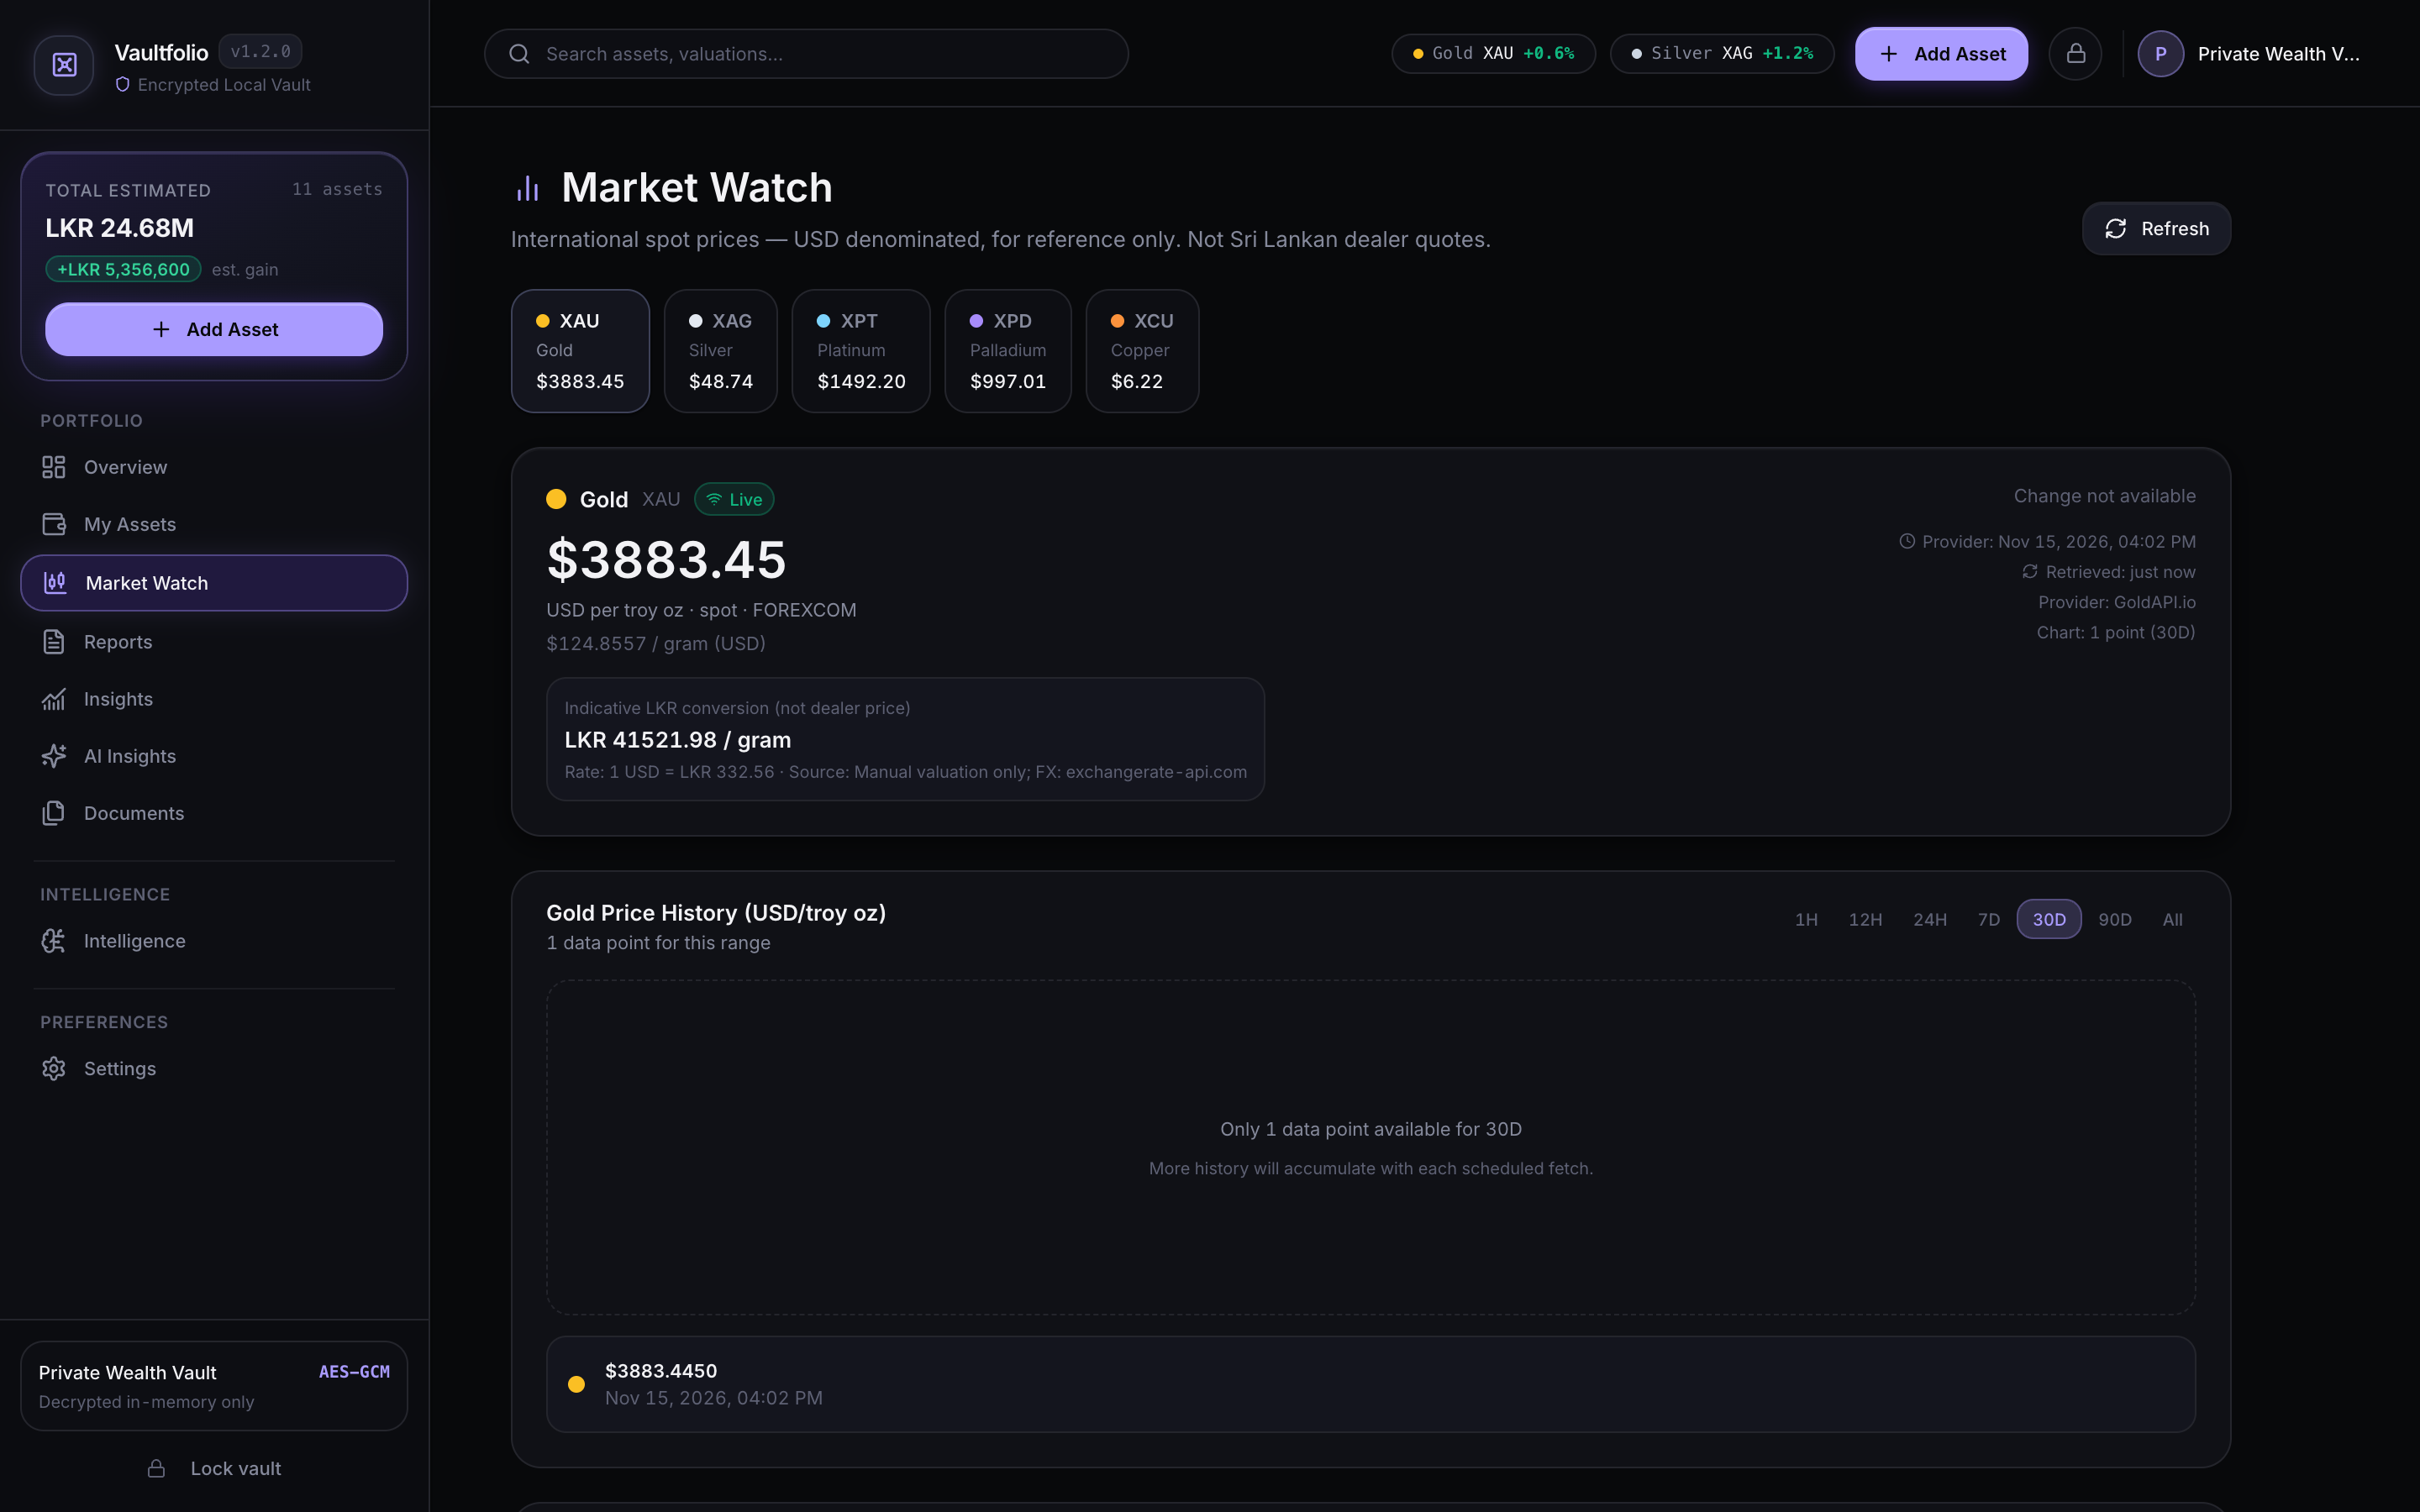 Vaultfolio v1.2.0
Encrypted Local Vault
TOTAL ESTIMATED 11 assets
LKR 24.68M
+LKR 5,356,600 est. gain
Add Asset
PORTFOLIO
Overview
My Assets
Market Watch
Reports
Insights
AI Insights
Documents
INTELLIGENCE
Intelligence
PREFERENCES
Settings
Private Wealth Vault AES-GCM
Decrypted in-memory only
Lock vault
Search assets, valuations...
Gold XAU +0.6%
Silver XAG +1.2%
Add Asset
P Private Wealth V...
Market Watch
International spot prices — USD denominated, for reference only. Not Sri Lankan dealer quotes.
Refresh
XAU
Gold
$3883.45
XAG
Silver
$48.74
XPT
Platinum
$1492.20
XPD
Palladium
$997.01
XCU
Copper
$6.22
Gold XAU Live
$3883.45
USD per troy oz · spot · FOREXCOM
$124.8557 / gram (USD)
Change not available
Provider: Nov 15, 2026, 04:02 PM
Retrieved: just now
Provider: GoldAPI.io
Chart: 1 point (30D)
Indicative LKR conversion (not dealer price)
LKR 41521.98 / gram
Rate: 1 USD = LKR 332.56 · Source: Manual valuation only; FX: exchangerate-api.com
Gold Price History (USD/troy oz)
1 data point for this range
1H 12H 24H 7D 30D 90D All
Only 1 data point available for 30D
More history will accumulate with each scheduled fetch.
$3883.4450
Nov 15, 2026, 04:02 PM